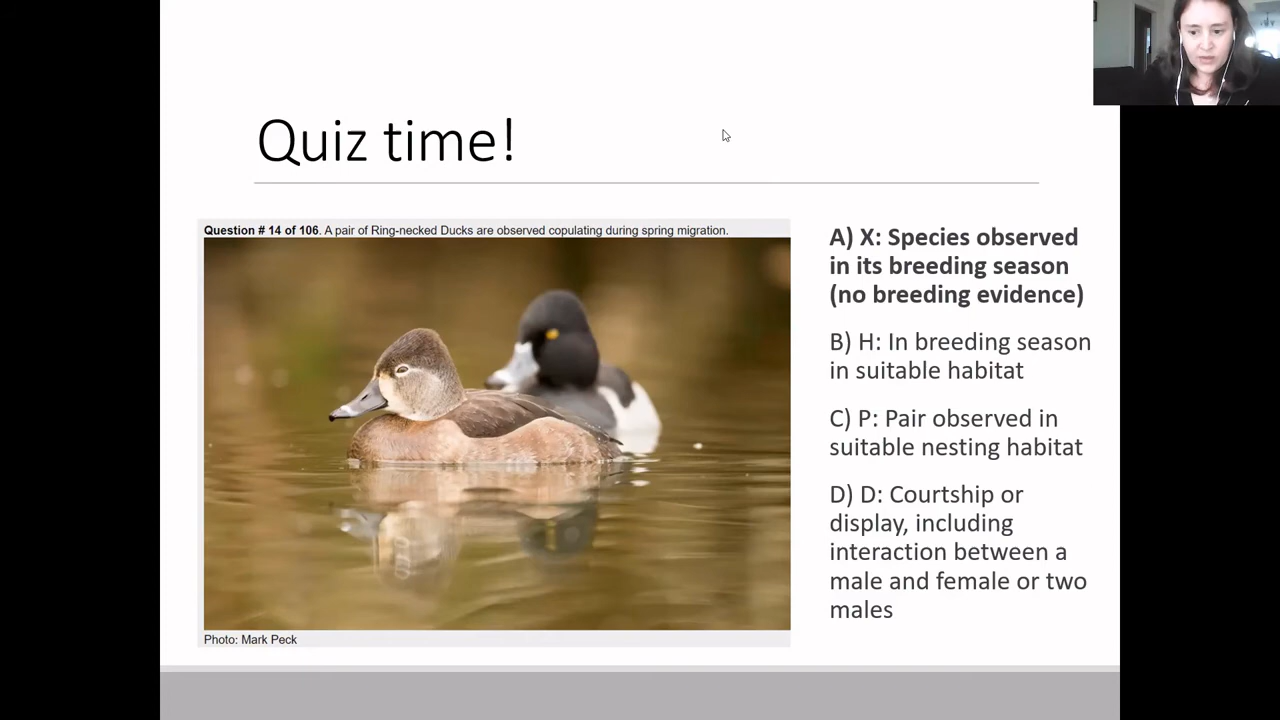 Quiz time!
Question # 14 of 106. A pair of Ring-necked Ducks are observed copulating during spring migration.
Photo: Mark Peck
A) X: Species observed
in its breeding season
(no breeding evidence)
B) H: In breeding season
in suitable habitat
C) P: Pair observed in
suitable nesting habitat
D) D: Courtship or
display, including
interaction between a
male and female or two
males